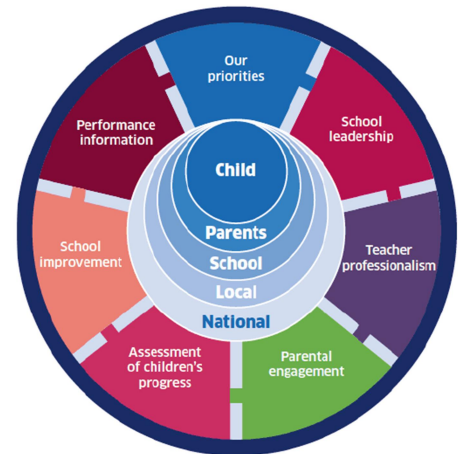 Our
priorities
School
leadership
Teacher
professionalism
Parental
engagement
Assessment
of children's
progress
School
improvement
Performance
information
Child
Parents
School
Local
National